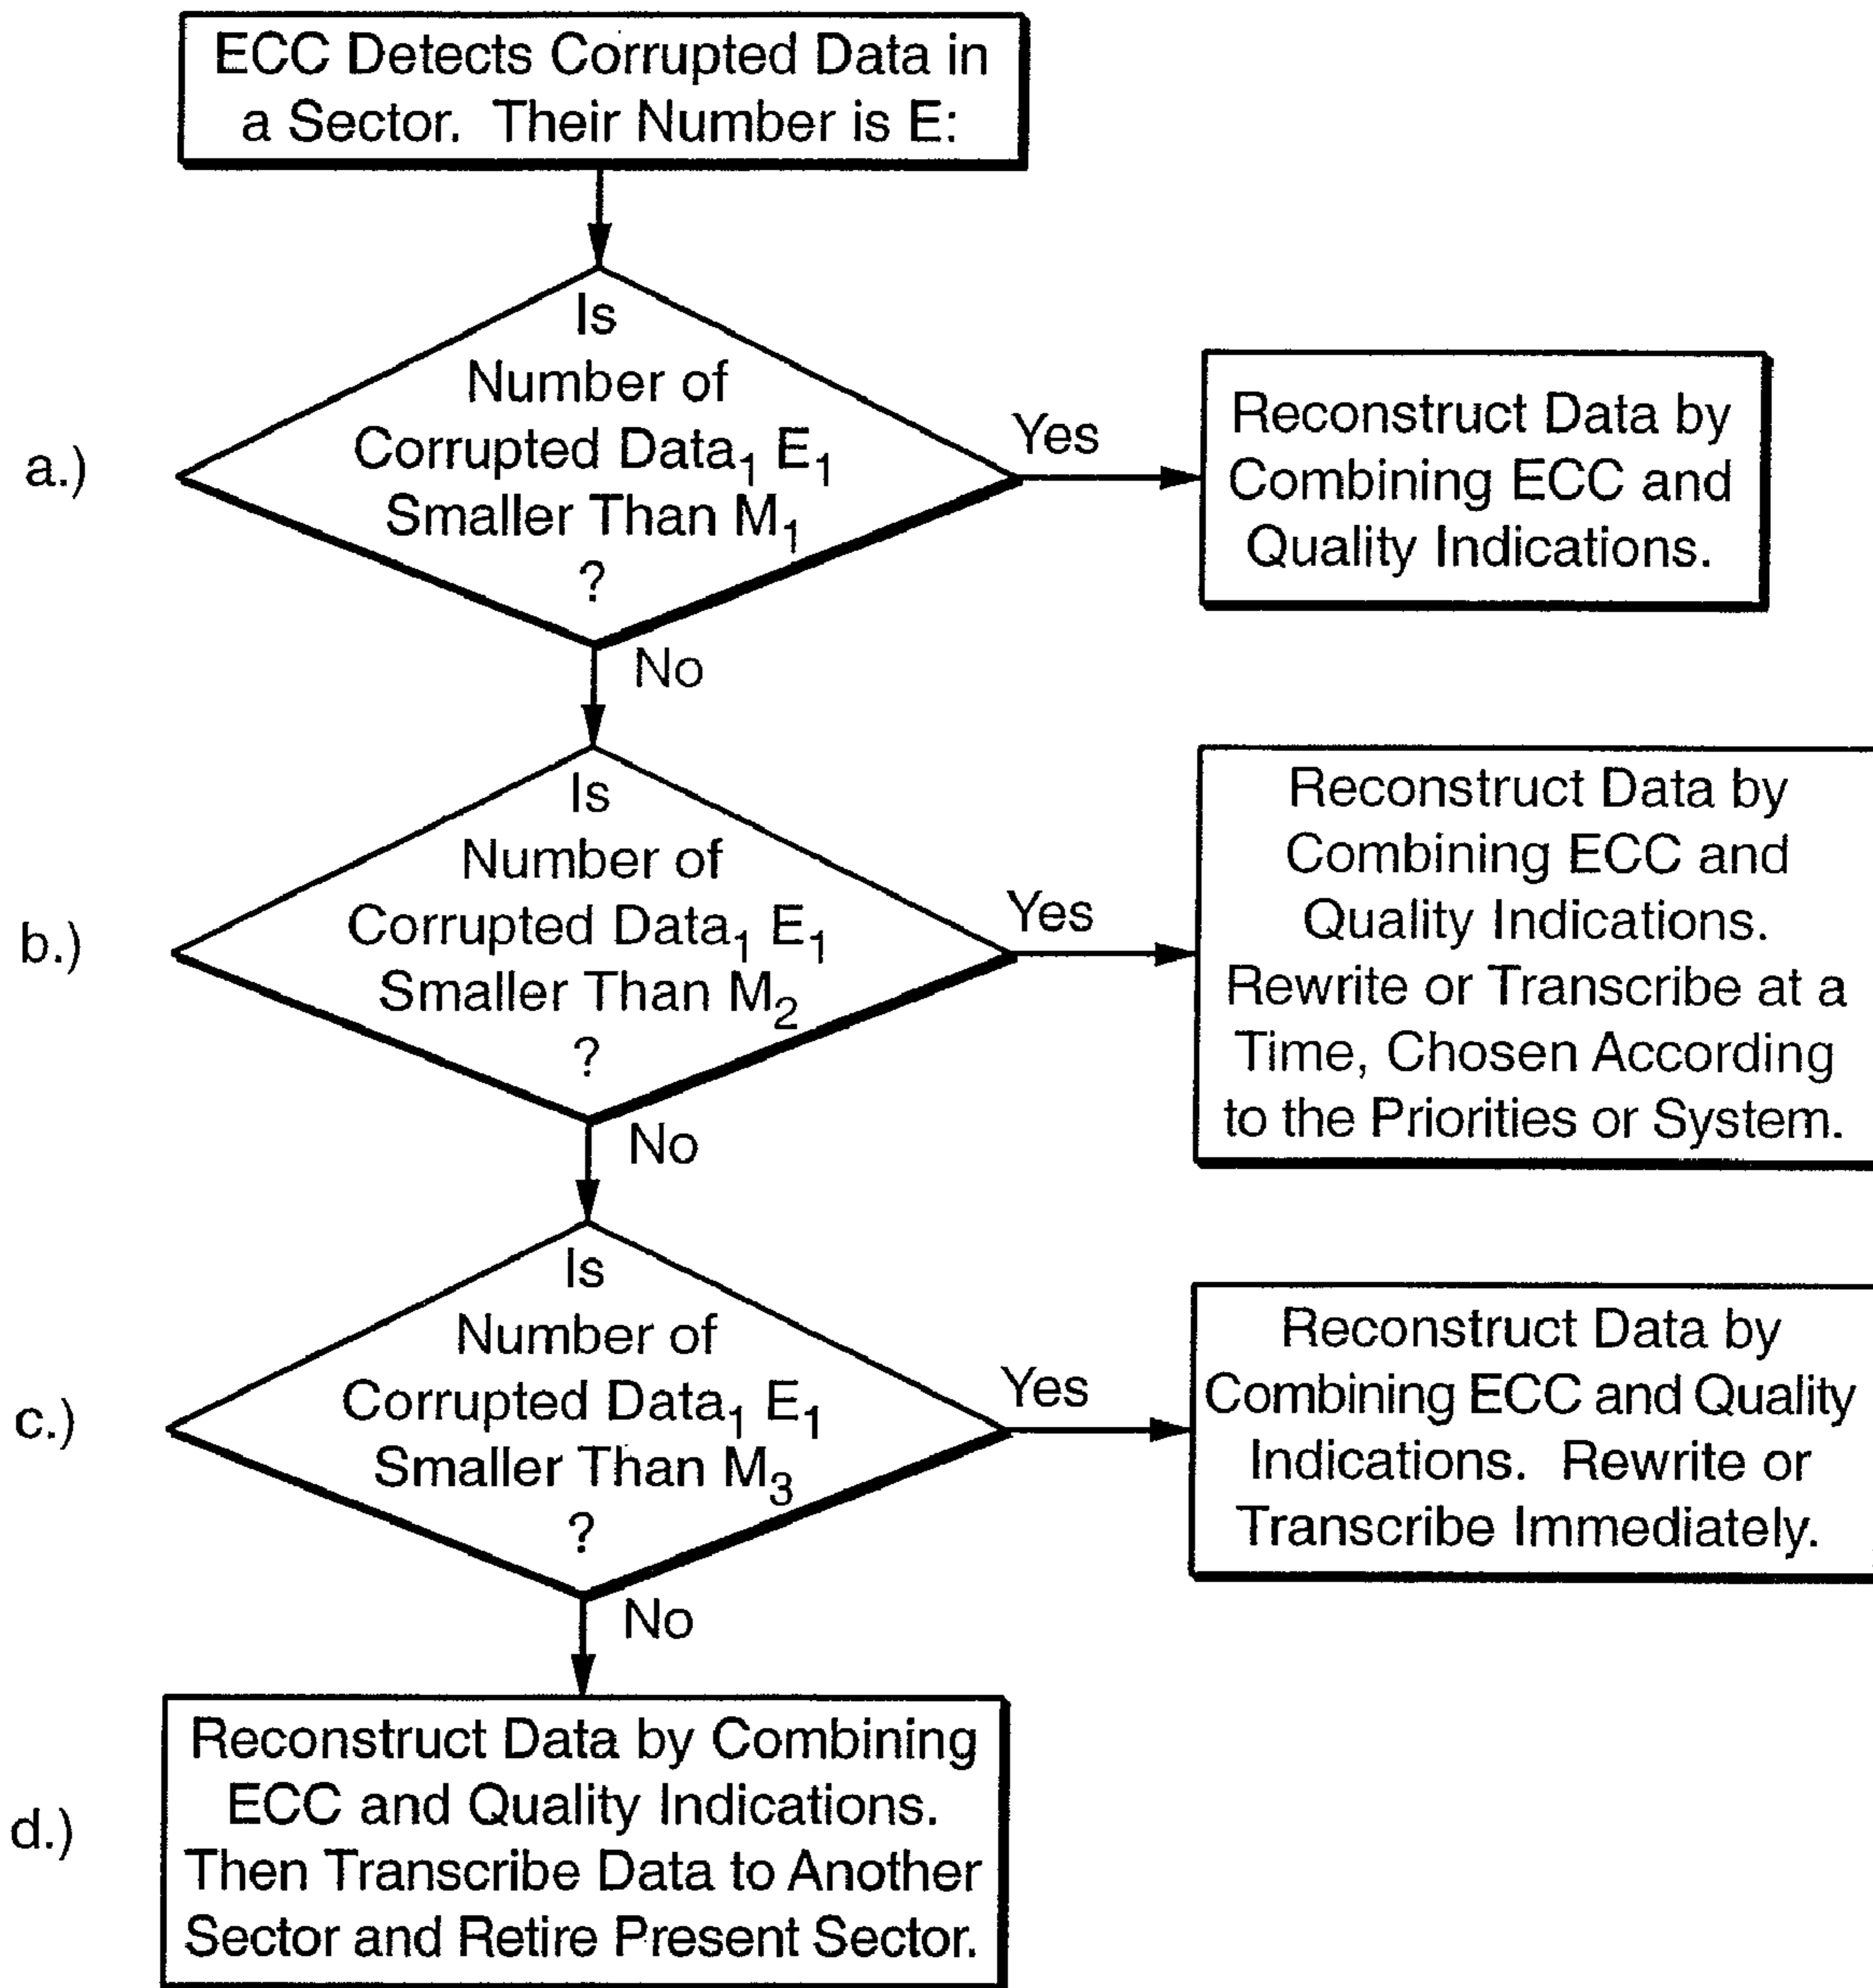 ECC Detects Corrupted Data in
a Sector. Their Number is E:
a.)
Is
Number of
Corrupted Data₁ E₁
Smaller Than M₁
?
Yes
Reconstruct Data by
Combining ECC and
Quality Indications.
No
b.)
Is
Number of
Corrupted Data₁ E₁
Smaller Than M₂
?
Yes
Reconstruct Data by
Combining ECC and
Quality Indications.
Rewrite or Transcribe at a
Time, Chosen According
to the Priorities or System.
No
c.)
Is
Number of
Corrupted Data₁ E₁
Smaller Than M₃
?
Yes
Reconstruct Data by
Combining ECC and Quality
Indications. Rewrite or
Transcribe Immediately.
No
d.)
Reconstruct Data by Combining
ECC and Quality Indications.
Then Transcribe Data to Another
Sector and Retire Present Sector.